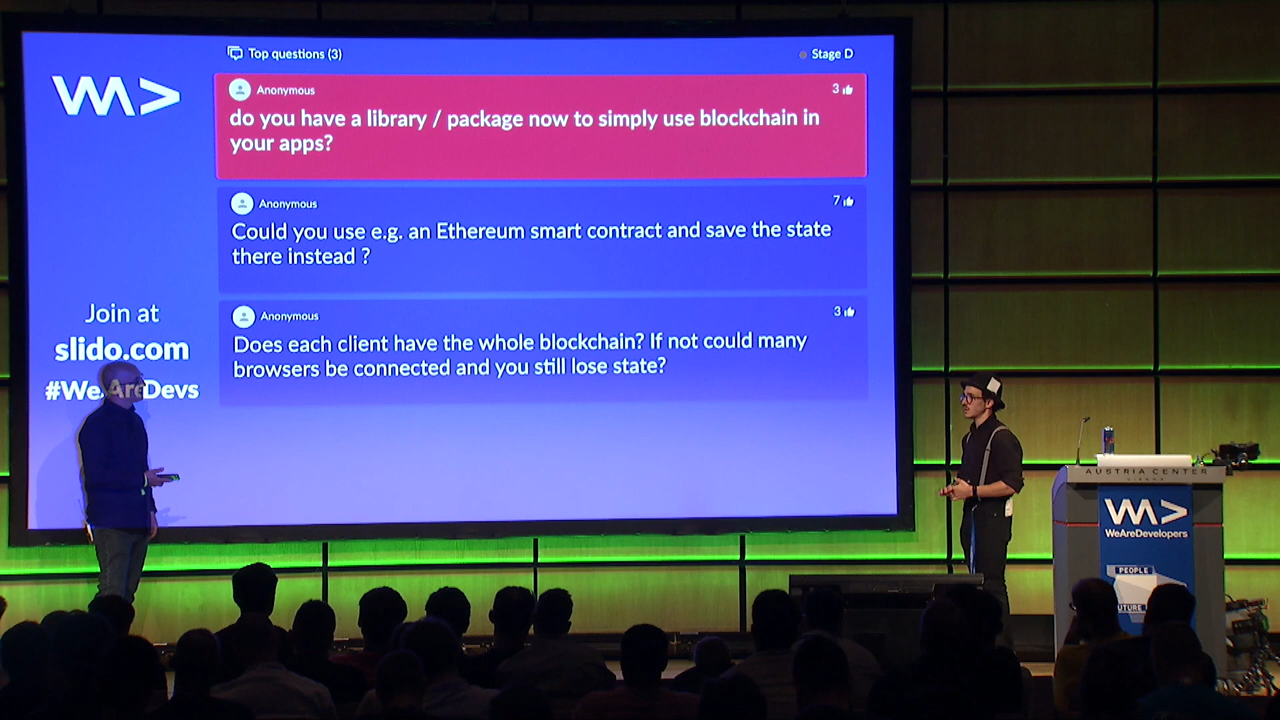 Top questions (3)
Stage D
WA>
Anonymous
3
do you have a library / package now to simply use blockchain in
your apps?
Anonymous
7
Could you use e.g. an Ethereum smart contract and save the state
there instead ?
Anonymous
3
Does each client have the whole blockchain? If not could many
browsers be connected and you still lose state?
Join at
slido.com
#WeAreDevs
AUSTRIA CENTER
WA>
WeAreDevelopers
PEOPLE